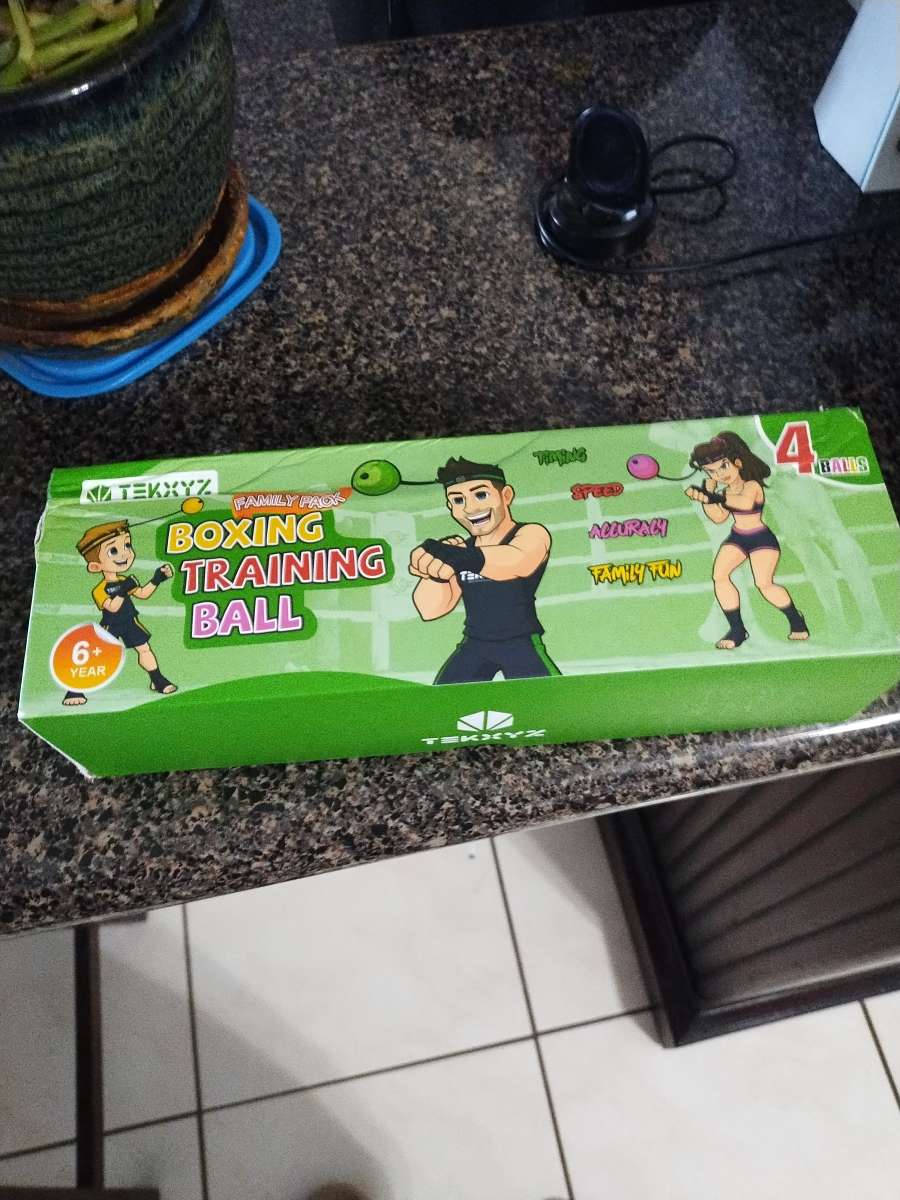 TEKXYZ
FAMILY PACK
BOXING
TRAINING
BALL
6+
YEAR
TIMING
SPEED
ACCURACY
FAMILY FUN
4
BALLS
TEKXYZ